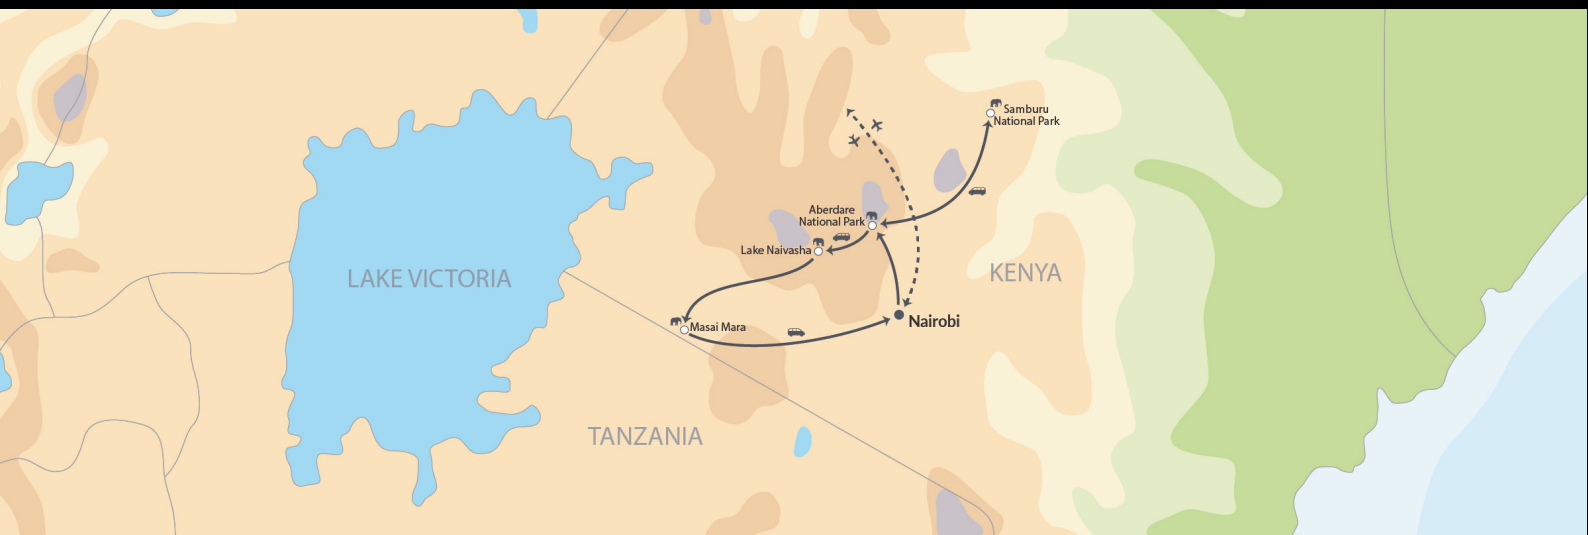 Samburu
National Park
Aberdare
National Park
Lake Naivasha
LAKE VICTORIA
KENYA
Nairobi
Masai Mara
TANZANIA